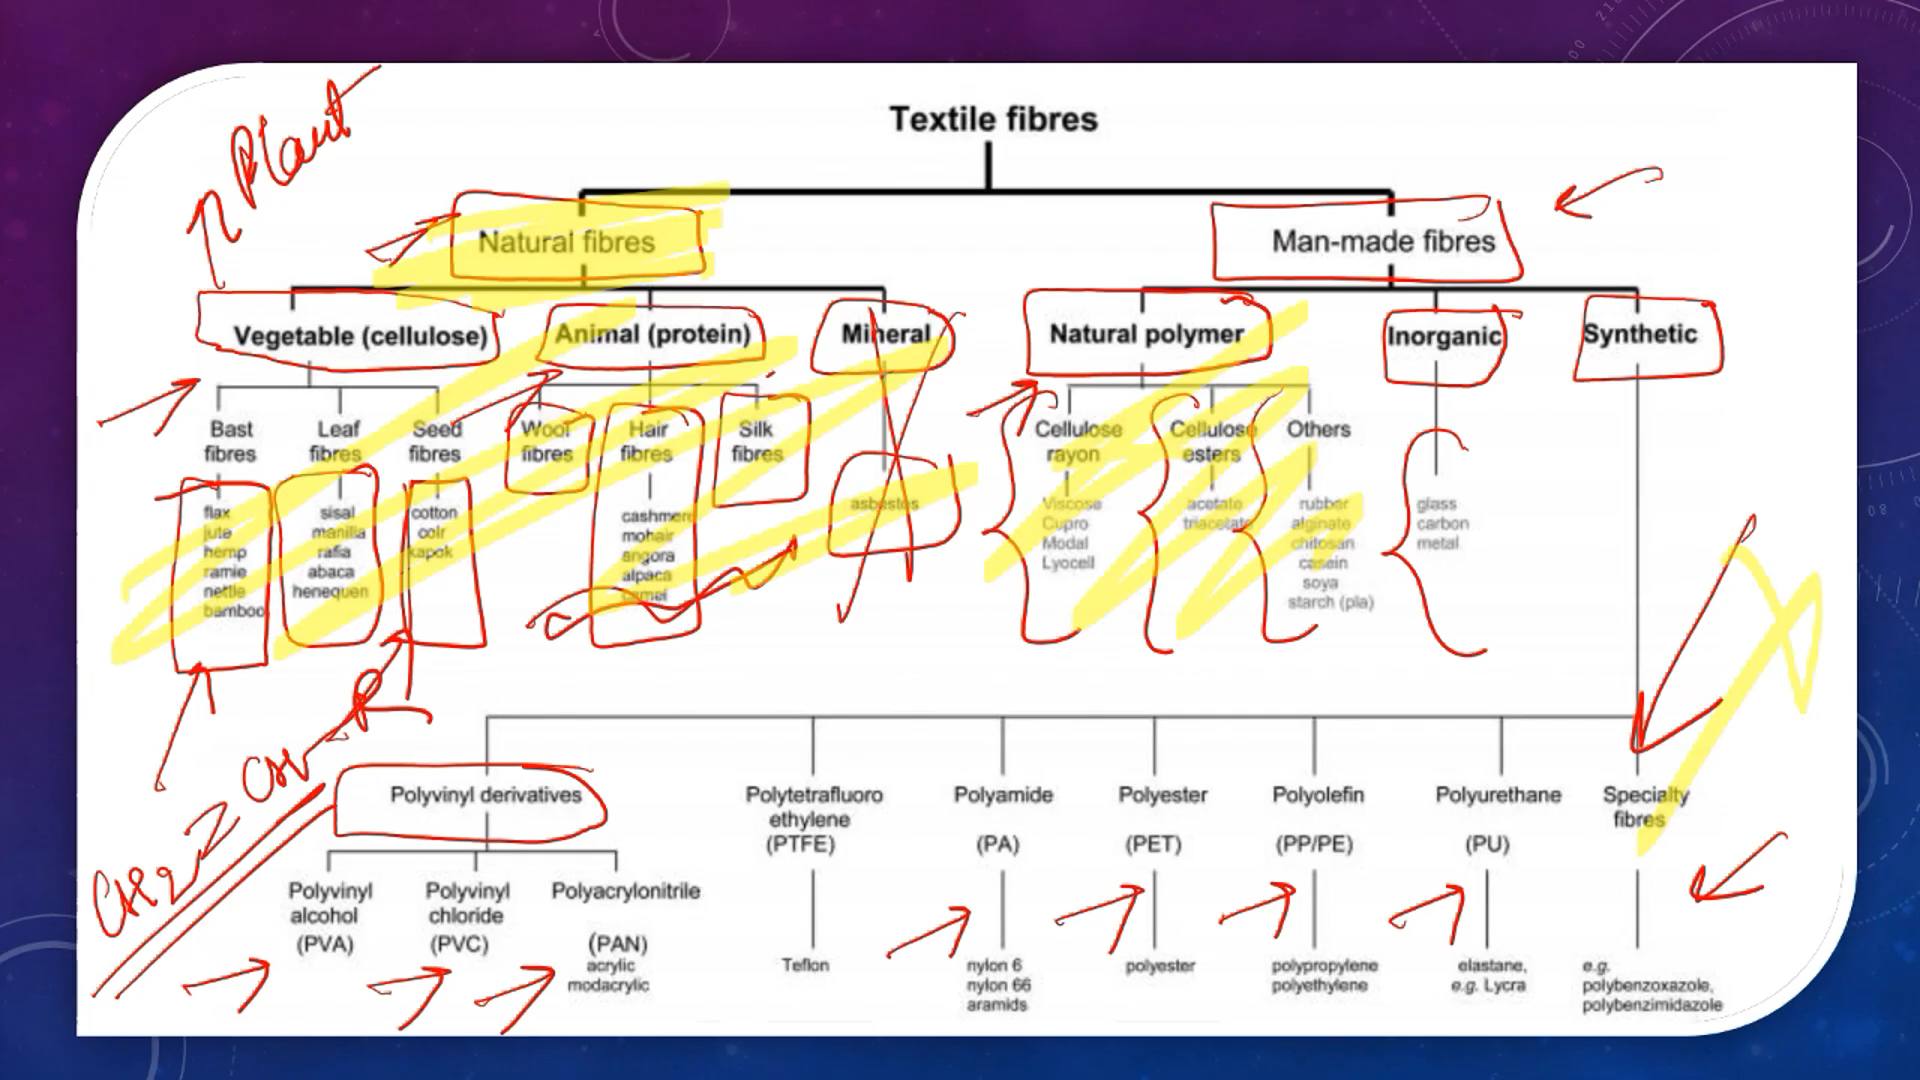 Textile fibres
Plant
Natural fibres
Man-made fibres
Vegetable (cellulose)
Animal (protein)
Mineral
Natural polymer
Inorganic
Synthetic
Bast
fibres
Leaf
fibres
Seed
fibres
Wool
fibres
Hair
fibres
Silk
fibres
Cellulose
rayon
Cellulose
esters
Others
flax
jute
hemp
ramie
nettle
bamboo
sisal
manilla
rafia
abaca
henequen
cotton
coir
kapok
cashmere
mohair
angora
alpaca
camel
asbestos
Viscose
Cupro
Modal
Lyocell
acetate
triacetate
rubber
alginate
chitosan
casein
soya
starch (pla)
glass
carbon
metal
Polyvinyl derivatives
Polytetrafluoro
ethylene
(PTFE)
Polyamide
(PA)
Polyester
(PET)
Polyolefin
(PP/PE)
Polyurethane
(PU)
Specialty
fibres
Polyvinyl
alcohol
(PVA)
Polyvinyl
chloride
(PVC)
Polyacrylonitrile
(PAN)
acrylic
modacrylic
Teflon
nylon 6
nylon 66
aramids
polyester
polypropylene
polyethylene
elastane,
e.g. Lycra
e.g.
polybenzoxazole,
polybenzimidazole